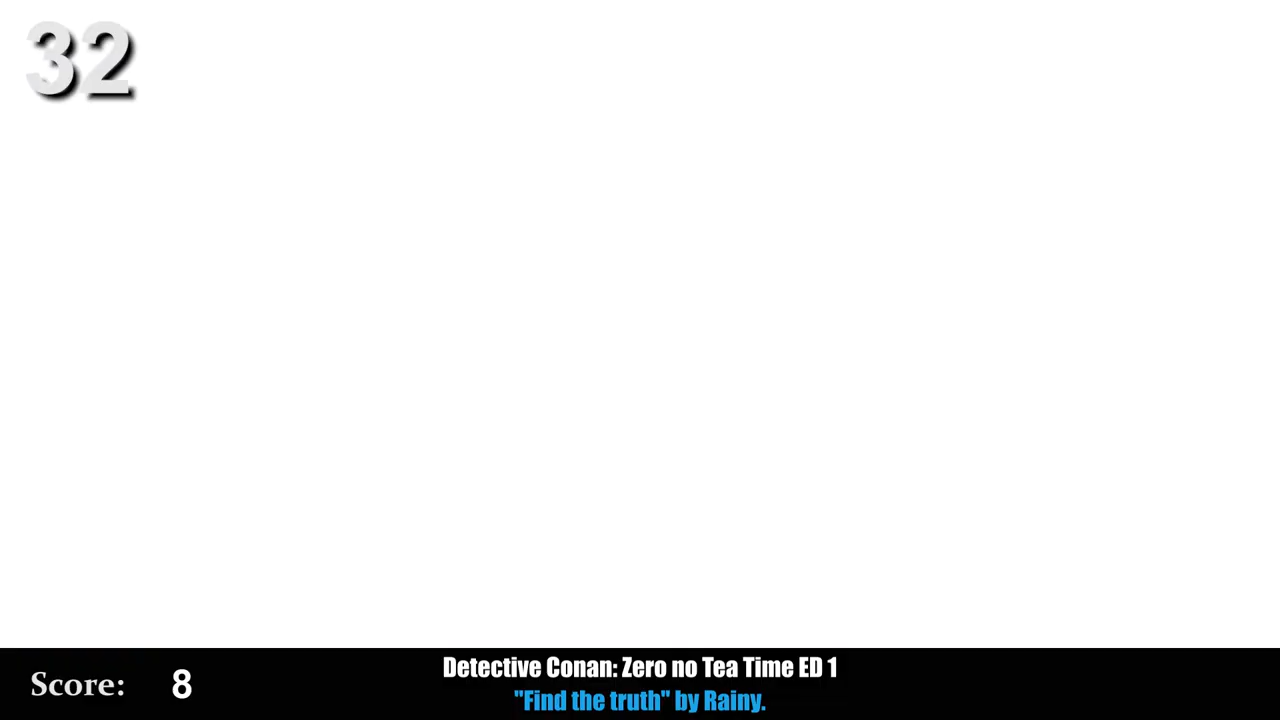 32
Detective Conan: Zero no Tea Time ED 1
Score: 8
"Find the truth" by Rainy.